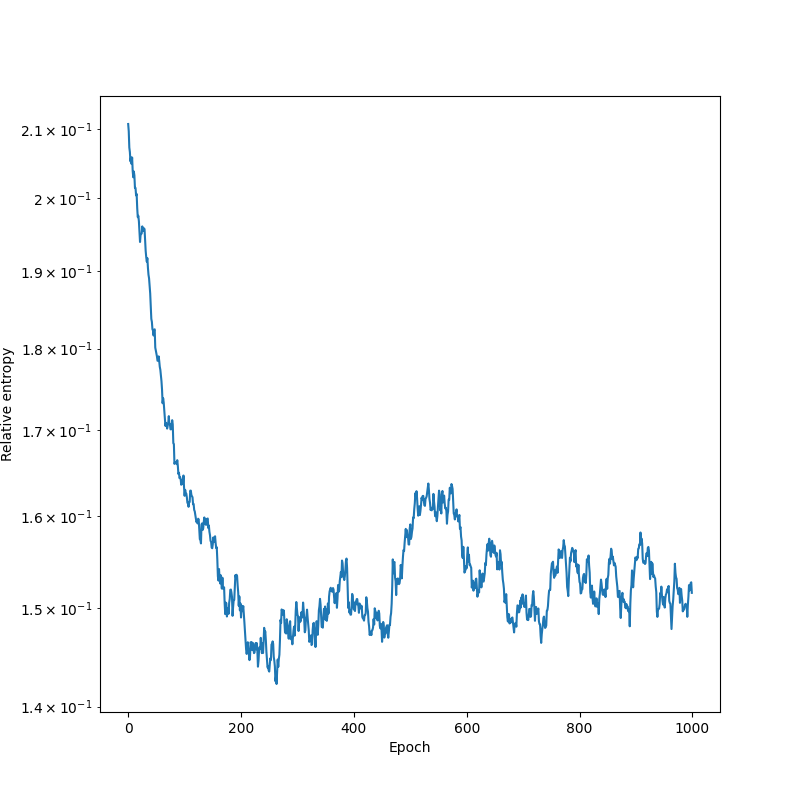 2.1 × 10⁻¹
2 × 10⁻¹
1.9 × 10⁻¹
1.8 × 10⁻¹
1.7 × 10⁻¹
1.6 × 10⁻¹
1.5 × 10⁻¹
1.4 × 10⁻¹
Relative entropy
0 200 400 600 800 1000
Epoch